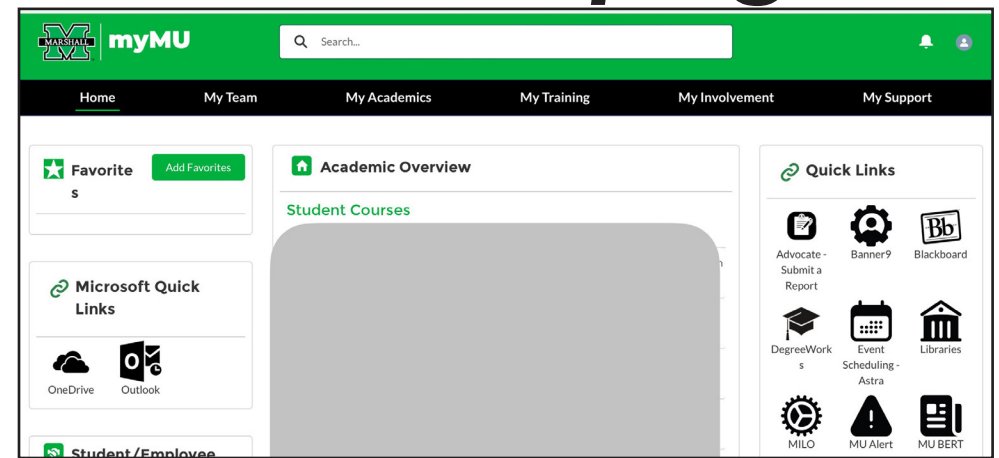 MARSHALL
myMU
Search...
Home My Team My Academics My Training My Involvement My Support
Favorite
s
Add Favorites
Academic Overview
Student Courses
Quick Links
Advocate -
Submit a
Report
Banner9
Blackboard
Bb
Microsoft Quick
Links
OneDrive
Outlook
DegreeWork
s
Event
Scheduling -
Astra
Libraries
MILO
MU Alert
MU BERT
Student/Employee